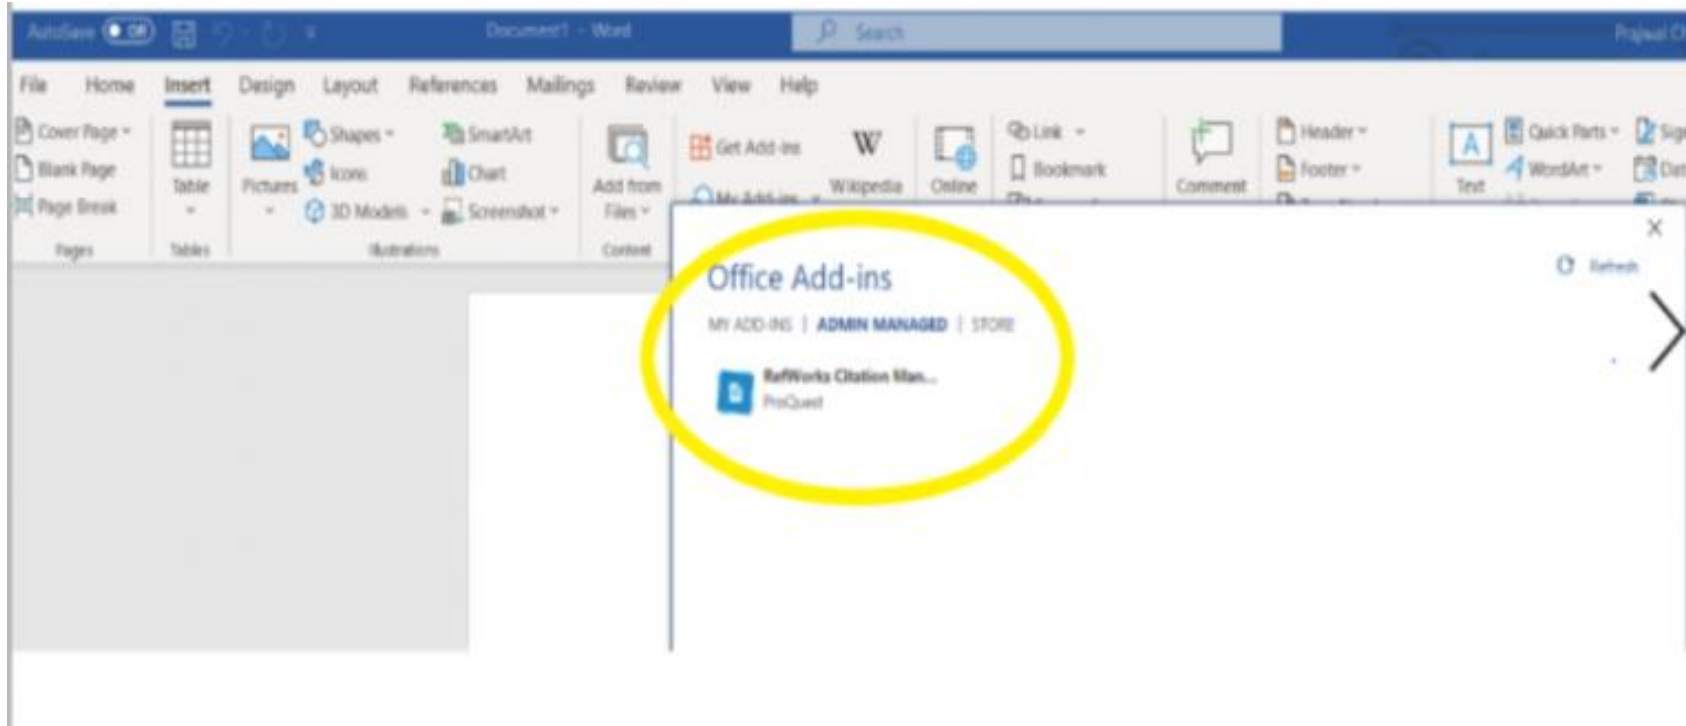 AutoSave Off Document1 - Word Search
File Home Insert Design Layout References Mailings Review View Help
Cover Page
Blank Page
Page Break
Pages
Table
Tables
Pictures
Shapes
Icons
3D Models
SmartArt
Chart
Screenshot
Illustrations
Add from
Files
Content
Get Add-ins
My Add-ins
Wikipedia
Online
Link
Bookmark
Comment
Header
Footer
Text
Quick Parts
WordArt
Office Add-ins
Refresh
MY ADD-INS | ADMIN MANAGED | STORE
RefWorks Citation Man...
ProQuest